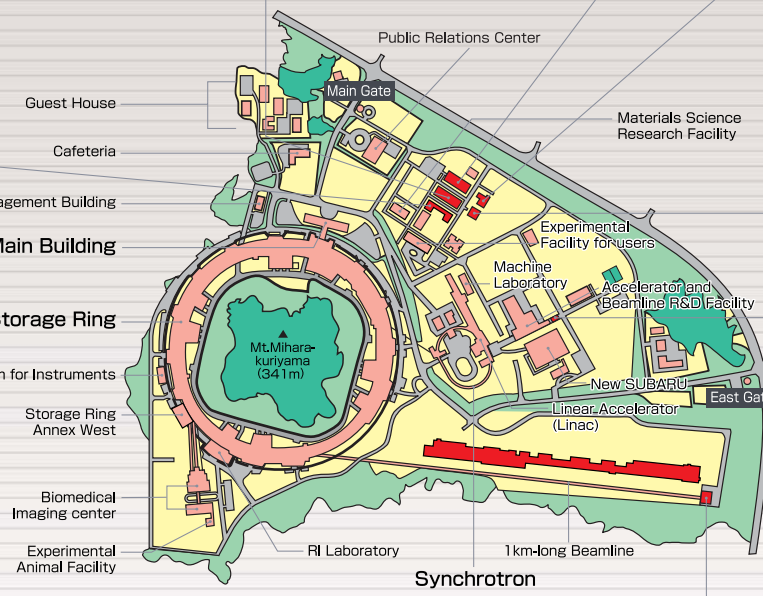 Public Relations Center
Main Gate
Guest House
Materials Science
Research Facility
Cafeteria
agement Building
Main Building
Experimental
Facility for users
Machine
Laboratory
Accelerator and
Beamline R&D Facility
Storage Ring
Mt.Mihara-
kuriyama
(341m)
m for Instruments
New SUBARU
East Gat
Linear Accelerator
(Linac)
Storage Ring
Annex West
Biomedical
Imaging center
Experimental
Animal Facility
RI Laboratory
1km-long Beamline
Synchrotron